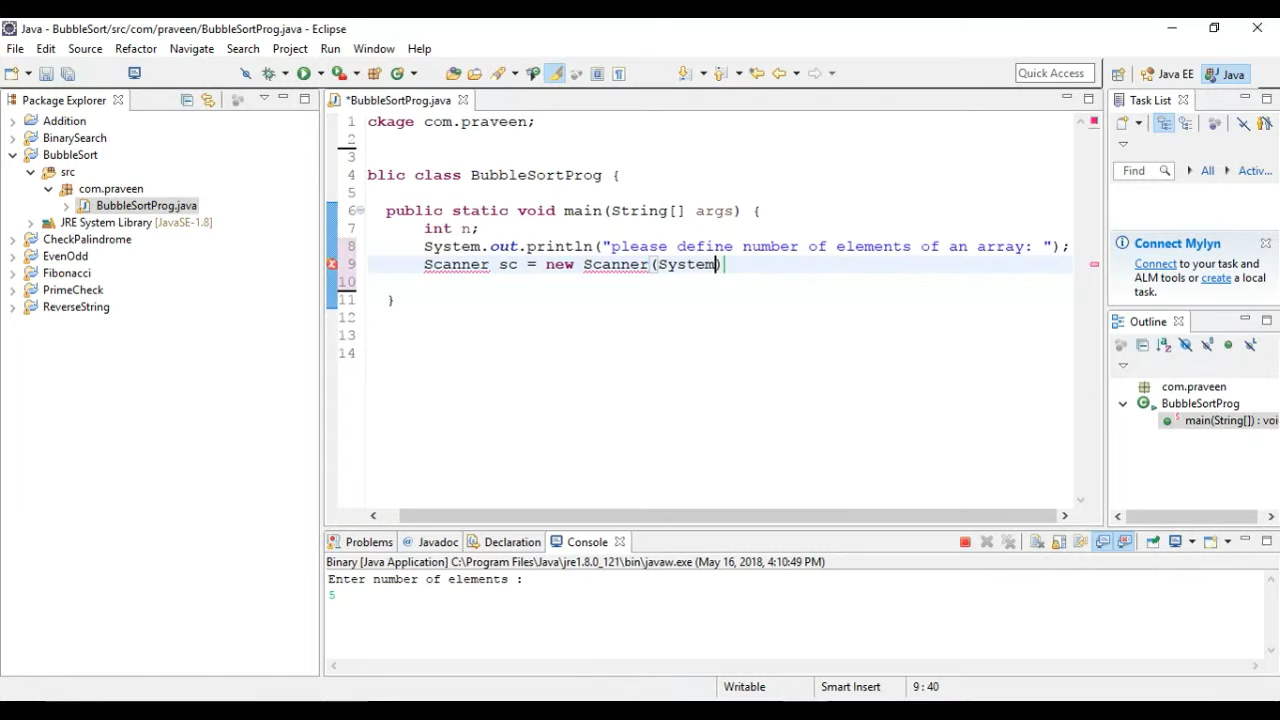 Java - BubbleSort/src/com/praveen/BubbleSortProg.java - Eclipse
File Edit Source Refactor Navigate Search Project Run Window Help
Quick Access Java EE Java
Package Explorer
Addition
BinarySearch
BubbleSort
src
com.praveen
BubbleSortProg.java
JRE System Library [JavaSE-1.8]
CheckPalindrome
EvenOdd
Fibonacci
PrimeCheck
ReverseString
*BubbleSortProg.java
1 ckage com.praveen;
2
3
4 blic class BubbleSortProg {
5
6 public static void main(String[] args) {
7 int n;
8 System.out.println("please define number of elements of an array: ");
9 Scanner sc = new Scanner(System)
10
11 }
12
13
14
Task List
Find All Activ...
Connect Mylyn
Connect to your task and
ALM tools or create a local
task.
Outline
com.praveen
BubbleSortProg
main(String[]) : voi
Problems Javadoc Declaration Console
Binary [Java Application] C:\Program Files\Java\jre1.8.0_121\bin\javaw.exe (May 16, 2018, 4:10:49 PM)
Enter number of elements :
5
Writable Smart Insert 9 : 40